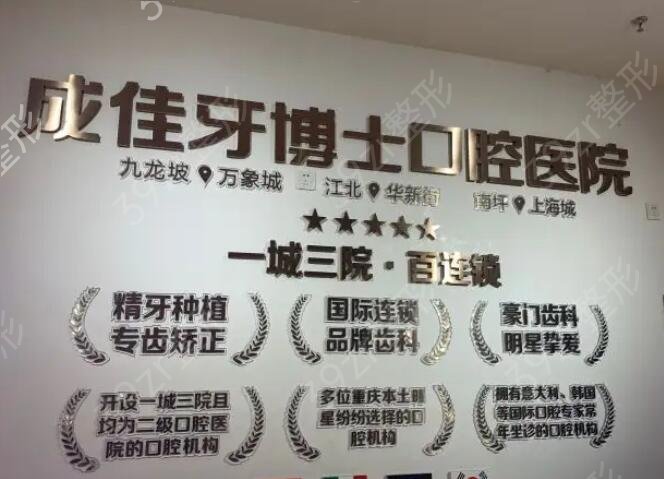 成佳牙博士口腔医院
九龙坡 万象城 江北 华新街 南坪 上海城
一城三院·百连锁
精牙种植
专齿矫正
国际连锁
品牌齿科
豪门齿科
明星挚爱
开设一城三院且
均为二级口腔医
院的口腔机构
多位重庆本土明
星纷纷选择的口
腔机构
拥有意大利、韩国
等国际口腔专家常
年坐诊的口腔机构